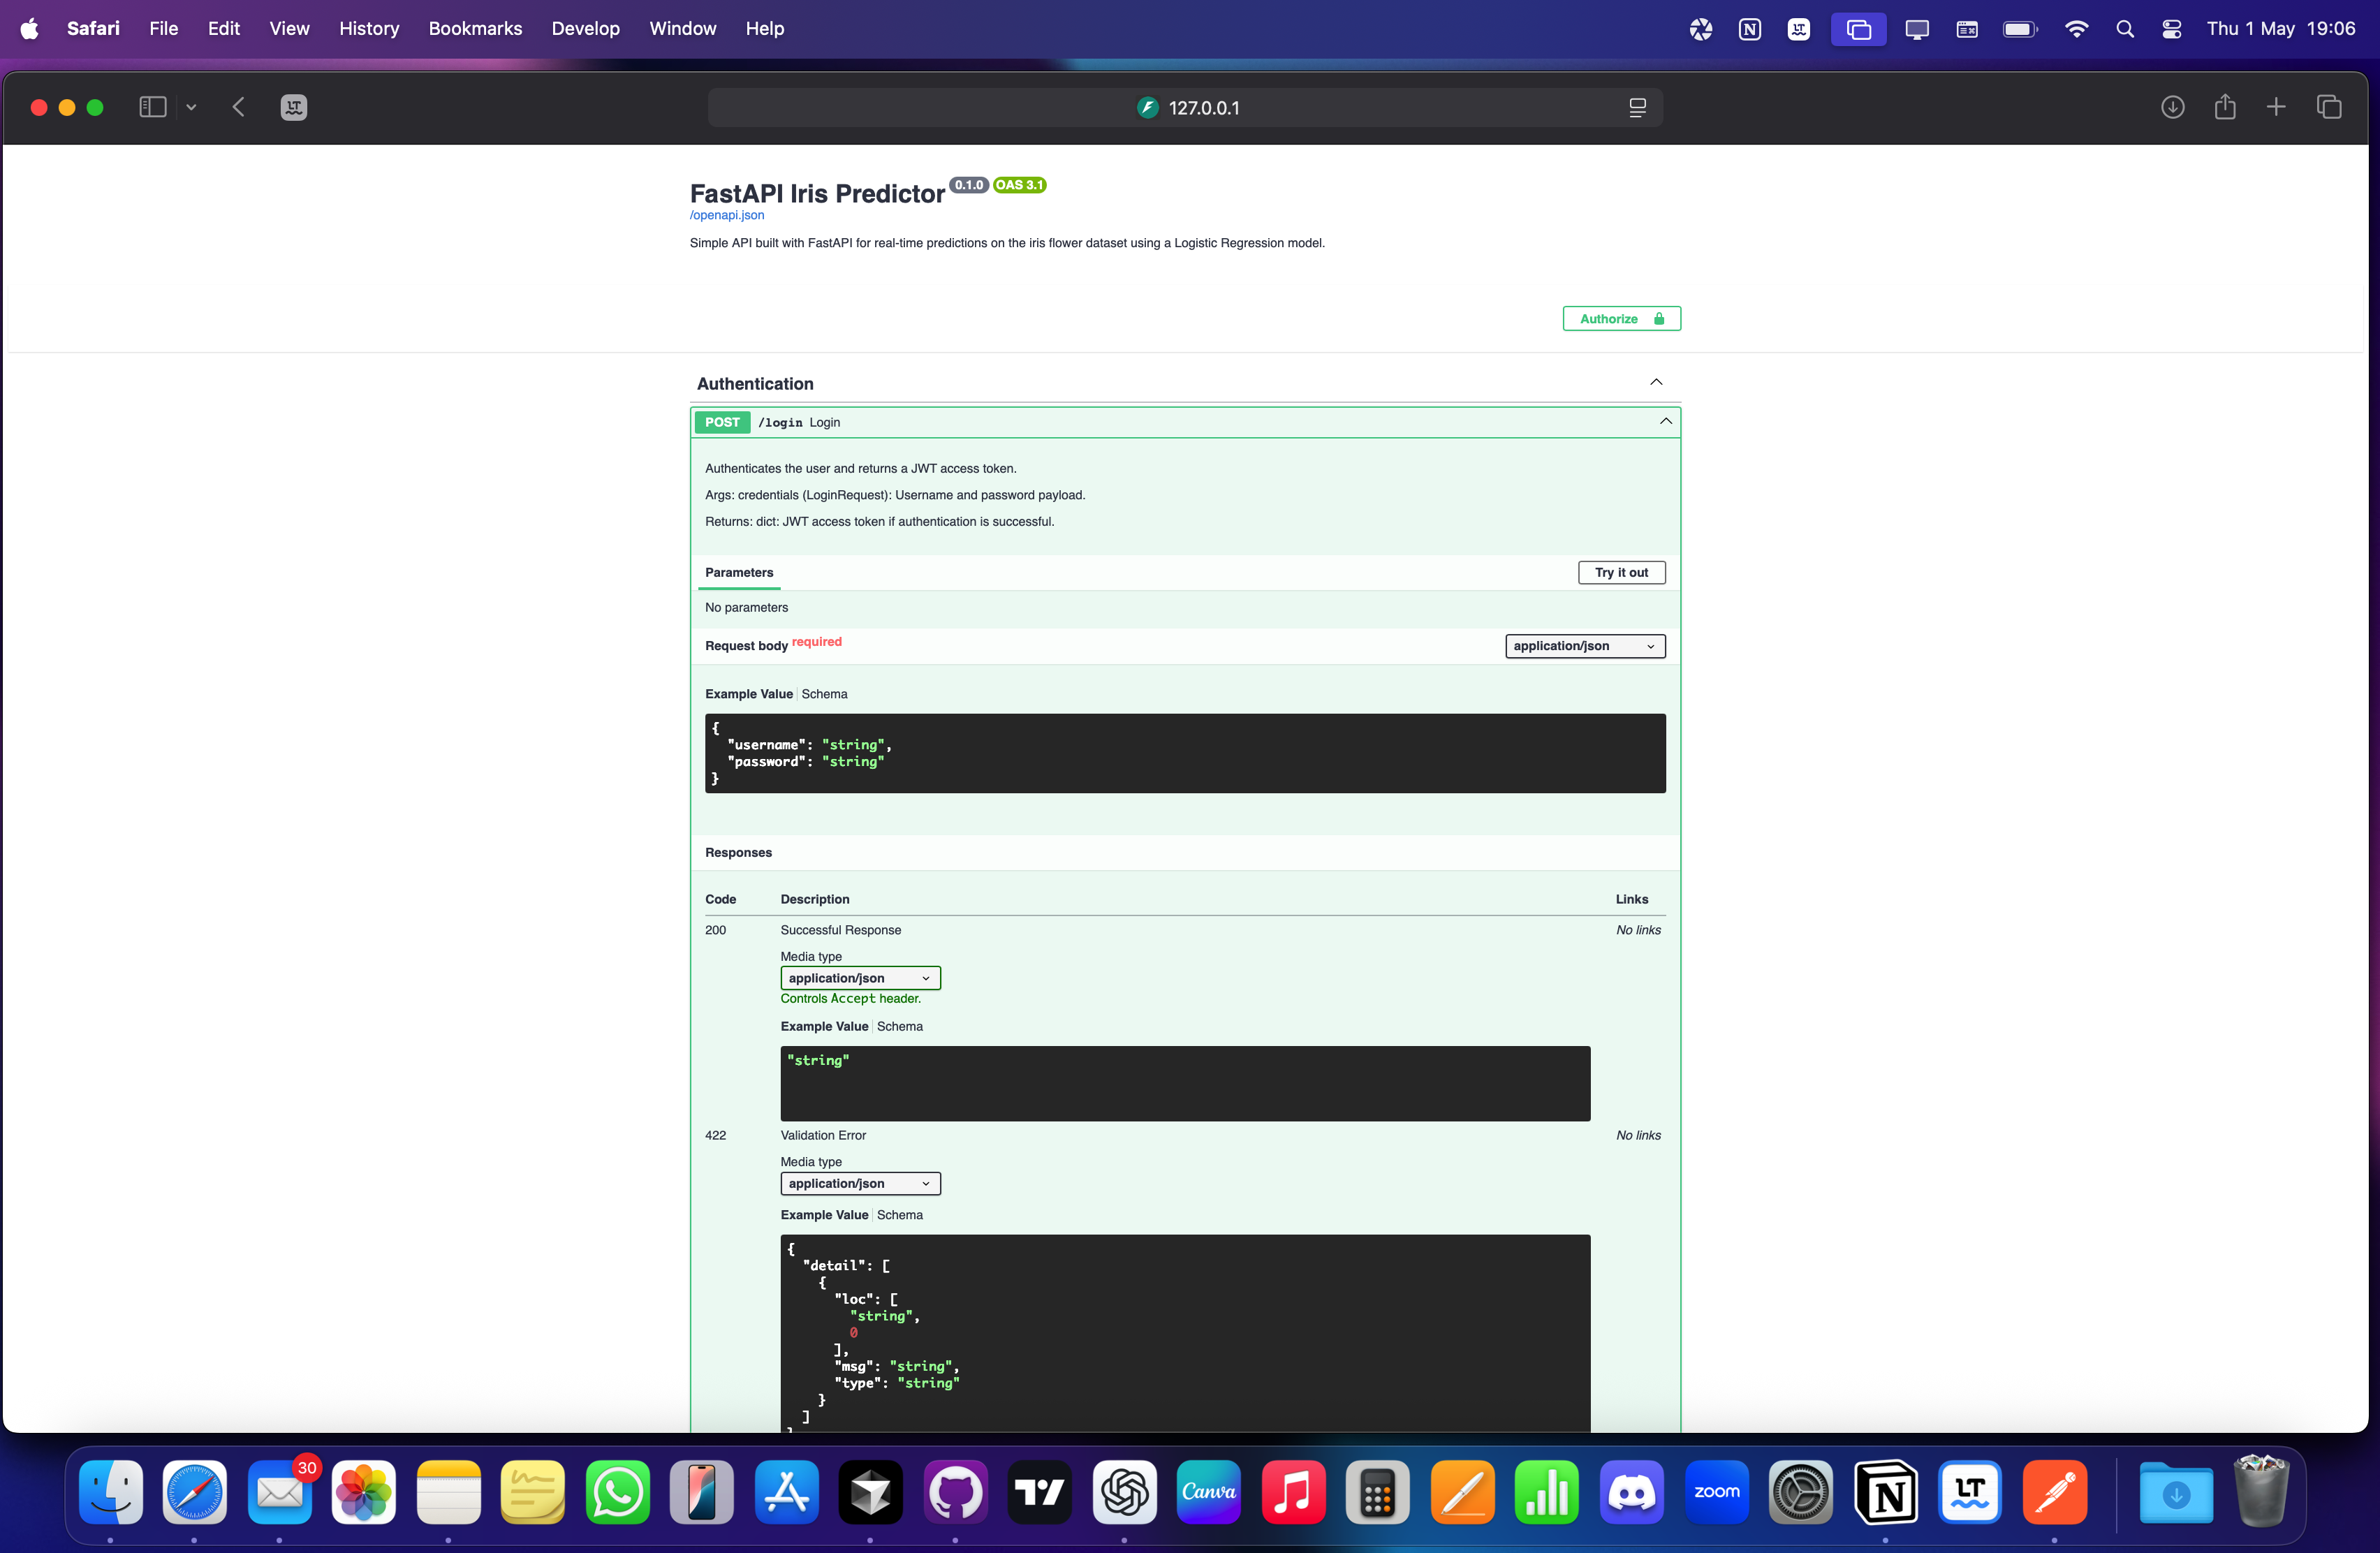 Safari File Edit View History Bookmarks Develop Window Help Thu 1 May 19:06
LT 127.0.0.1
FastAPI Iris Predictor 0.1.0 OAS 3.1
/openapi.json
Simple API built with FastAPI for real-time predictions on the iris flower dataset using a Logistic Regression model.
Authorize
Authentication
POST /login Login
Authenticates the user and returns a JWT access token.
Args: credentials (LoginRequest): Username and password payload.
Returns: dict: JWT access token if authentication is successful.
Parameters Try it out
No parameters
Request body required application/json
Example Value Schema
{
"username": "string",
"password": "string"
}
Responses
Code Description Links
200 Successful Response No links
Media type
application/json
Controls Accept header.
Example Value Schema
"string"
422 Validation Error No links
Media type
application/json
Example Value Schema
{
"detail": [
{
"loc": [
"string",
0
],
"msg": "string",
"type": "string"
}
]
30
Canva zoom N LT